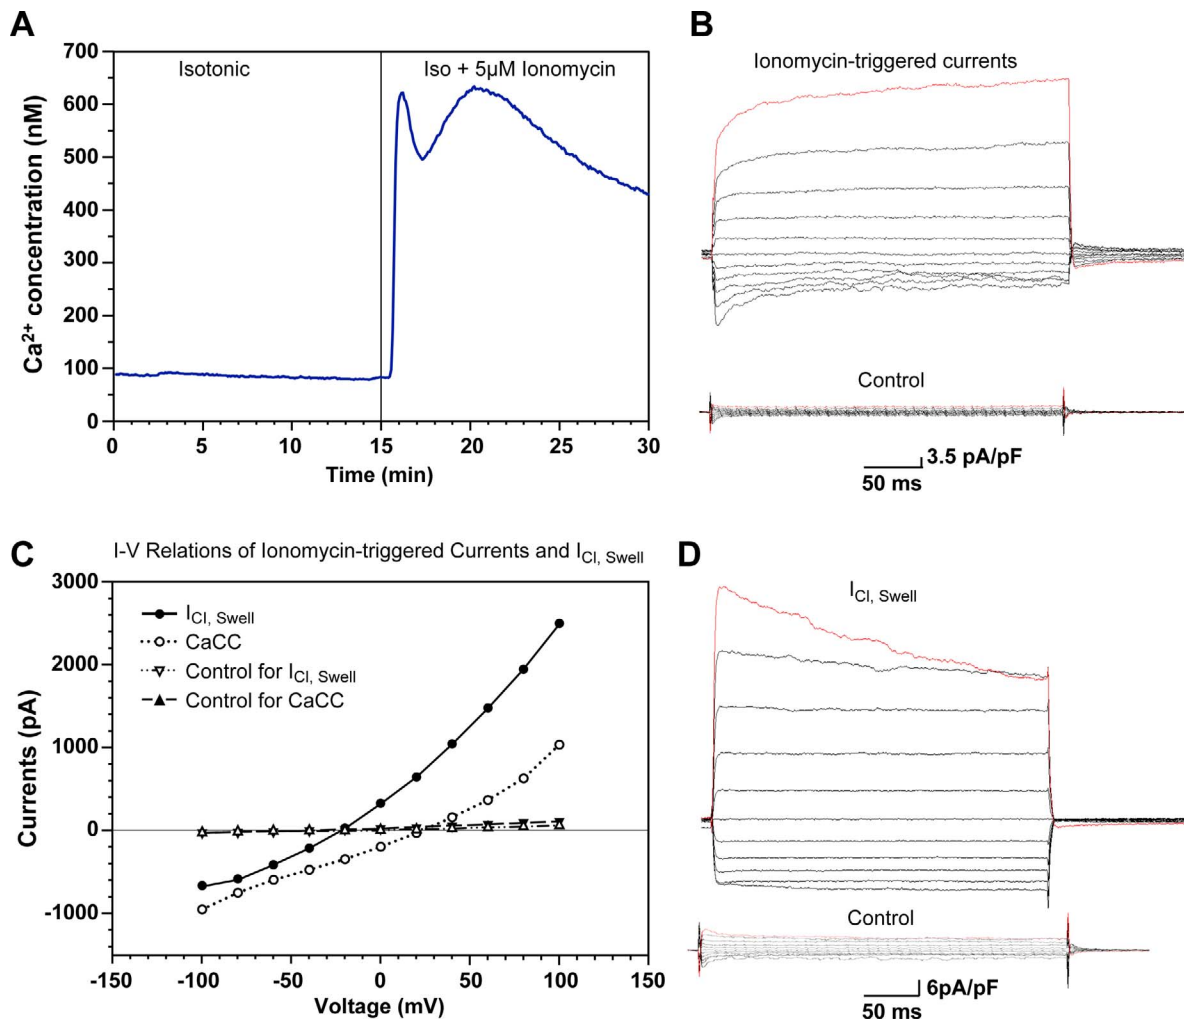 A
Ca2+ concentration (nM)
700
600
500
400
300
200
100
0
Isotonic
Iso + 5µM Ionomycin
0 5 10 15 20 25 30
Time (min)
B
Ionomycin-triggered currents
Control
3.5 pA/pF
50 ms
C
I-V Relations of Ionomycin-triggered Currents and ICl, Swell
Currents (pA)
3000
2000
1000
0
-1000
ICl, Swell
CaCC
Control for ICl, Swell
Control for CaCC
-150 -100 -50 0 50 100 150
Voltage (mV)
D
ICl, Swell
Control
6pA/pF
50 ms